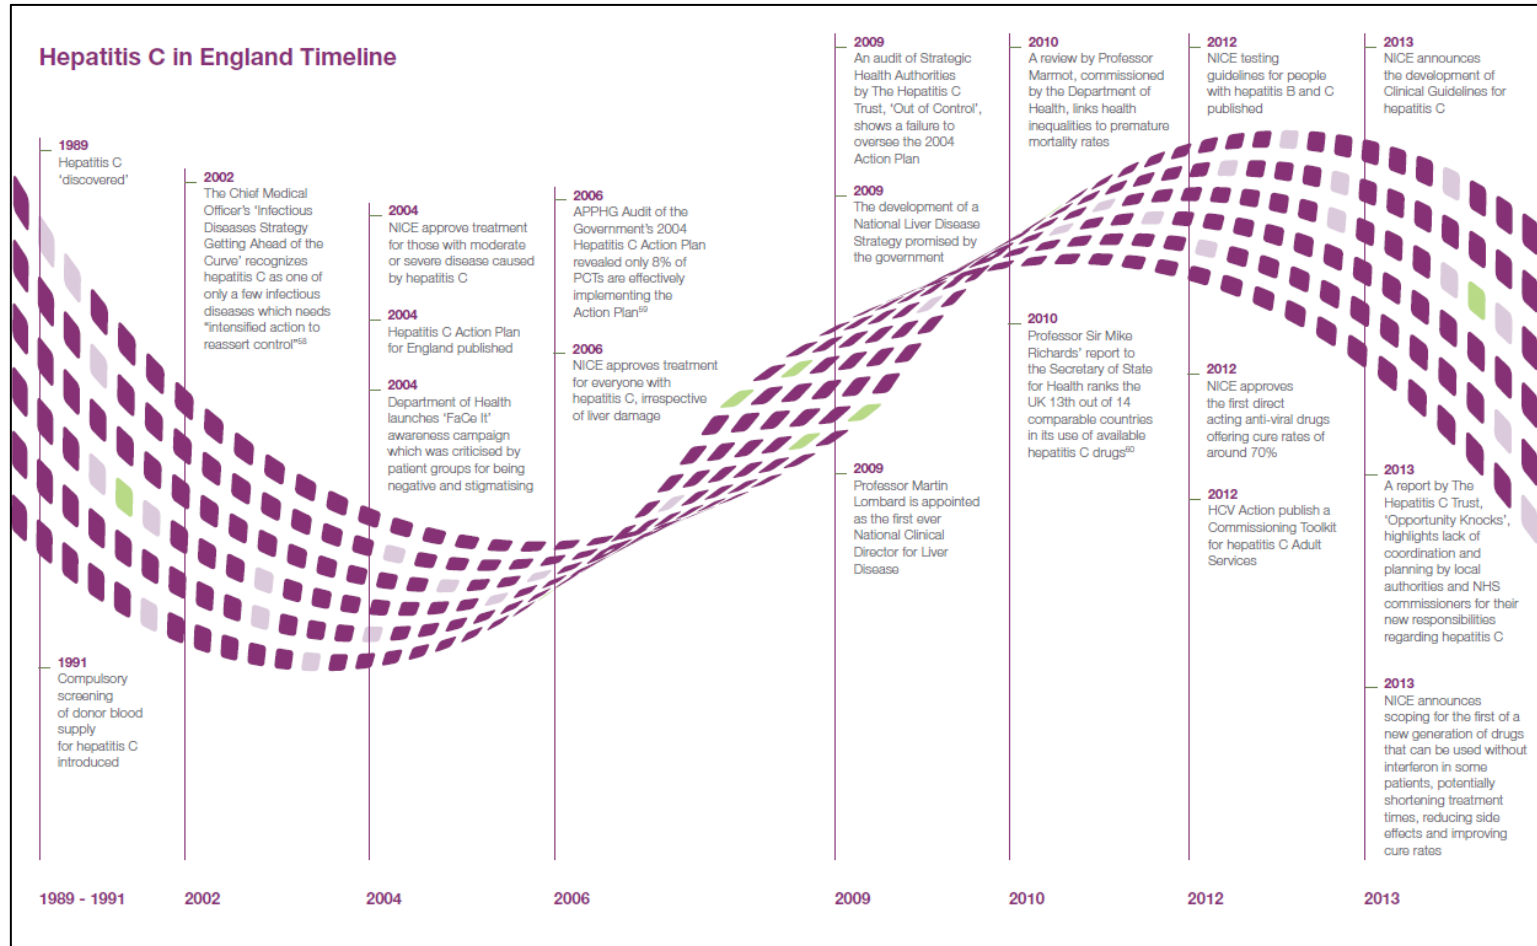 Hepatitis C in England Timeline
1989
Hepatitis C
‘discovered’
1991
Compulsory
screening
of donor blood
supply
for hepatitis C
introduced
2002
The Chief Medical
Officer’s ‘Infectious
Diseases Strategy
Getting Ahead of the
Curve’ recognizes
hepatitis C as one of
only a few infectious
diseases which needs
“intensified action to
reassert control”58
2004
NICE approve treatment
for those with moderate
or severe disease caused
by hepatitis C
2004
Hepatitis C Action Plan
for England published
2004
Department of Health
launches ‘FaCe It’
awareness campaign
which was criticised by
patient groups for being
negative and stigmatising
2006
APPHG Audit of the
Government’s 2004
Hepatitis C Action Plan
revealed only 8% of
PCTs are effectively
implementing the
Action Plan59
2006
NICE approves treatment
for everyone with
hepatitis C, irrespective
of liver damage
2009
An audit of Strategic
Health Authorities
by The Hepatitis C
Trust, ‘Out of Control’,
shows a failure to
oversee the 2004
Action Plan
2009
The development of a
National Liver Disease
Strategy promised by
the government
2009
Professor Martin
Lombard is appointed
as the first ever
National Clinical
Director for Liver
Disease
2010
A review by Professor
Marmot, commissioned
by the Department of
Health, links health
inequalities to premature
mortality rates
2010
Professor Sir Mike
Richards’ report to
the Secretary of State
for Health ranks the
UK 13th out of 14
comparable countries
in its use of available
hepatitis C drugs60
2012
NICE testing
guidelines for people
with hepatitis B and C
published
2012
NICE approves
the first direct
acting anti-viral drugs
offering cure rates of
around 70%
2012
HCV Action publish a
Commissioning Toolkit
for hepatitis C Adult
Services
2013
NICE announces
the development of
Clinical Guidelines for
hepatitis C
2013
A report by The
Hepatitis C Trust,
‘Opportunity Knocks’,
highlights lack of
coordination and
planning by local
authorities and NHS
commissioners for their
new responsibilities
regarding hepatitis C
2013
NICE announces
scoping for the first of a
new generation of drugs
that can be used without
interferon in some
patients, potentially
shortening treatment
times, reducing side
effects and improving
cure rates
1989 - 1991
2002
2004
2006
2009
2010
2012
2013